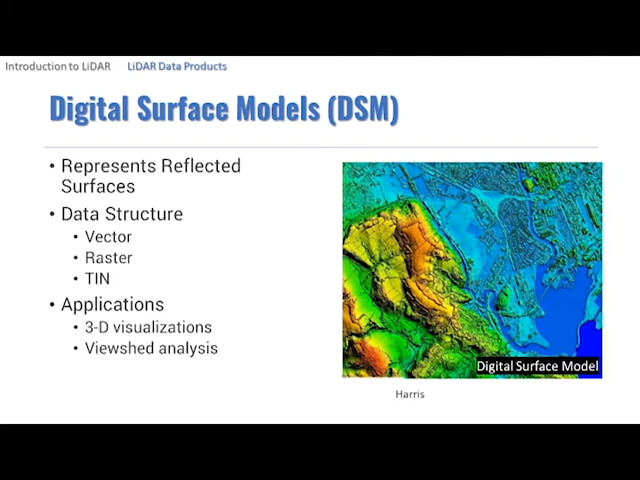 Introduction to LiDAR LiDAR Data Products
Digital Surface Models (DSM)
• Represents Reflected
Surfaces
• Data Structure
• Vector
• Raster
• TIN
• Applications
• 3-D visualizations
• Viewshed analysis
Digital Surface Model
Harris